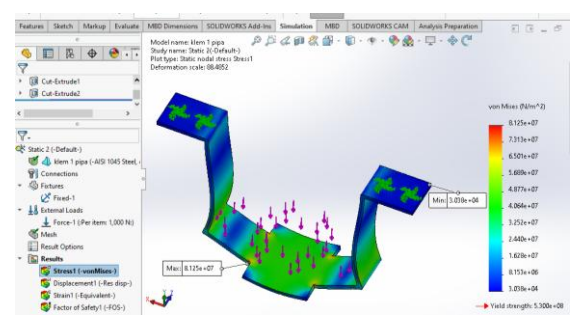 Features Sketch Markup Evaluate MBD Dimensions SOLIDWORKS Add-Ins Simulation MBD SOLIDWORKS CAM Analysis Preparation
Model name: klem 1 pipa
Study name: Static 2(-Default-)
Plot type: Static nodal stress Stress1
Deformation scale: 86.4652
Cut-Extrude1
Cut-Extrude2
Static 2 (-Default-)
klem 1 pipa (-AISI 1045 Steel,
Connections
Fixtures
Fixed-1
External Loads
Force-1 (:Per item: 1,000 N:)
Mesh
Result Options
Results
Stress1 (-vonMises-)
Displacement1 (-Res disp-)
Strain1 (-Equivalent-)
Factor of Safety1 (-FOS-)
Min: 3.038e+04
Max: 8.125e+07
von Mises (N/m^2)
8.125e+07
7.313e+07
6.501e+07
5.689e+07
4.877e+07
4.064e+07
3.252e+07
2.440e+07
1.628e+07
8.153e+06
3.038e+04
Yield strength: 5.300e+08